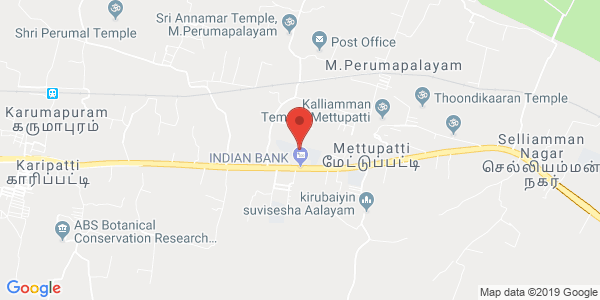 Sri Annamar Temple,
M.Perumapalayam
Shri Perumal Temple
Post Office
M.Perumapalayam
Kalliamman
Temple Mettupatti
Thoondikaaran Temple
Karumapuram
கருமாபுரம்
Mettupatti
மேட்டுப்பட்டி
Selliamman
Nagar
செல்லியம்மன்
நகர்
INDIAN BANK
Karipatti
காரிப்பட்டி
kirubaiyin
suvisesha Aalayam
ABS Botanical
Conservation Research...
Google
Map data ©2019 Google